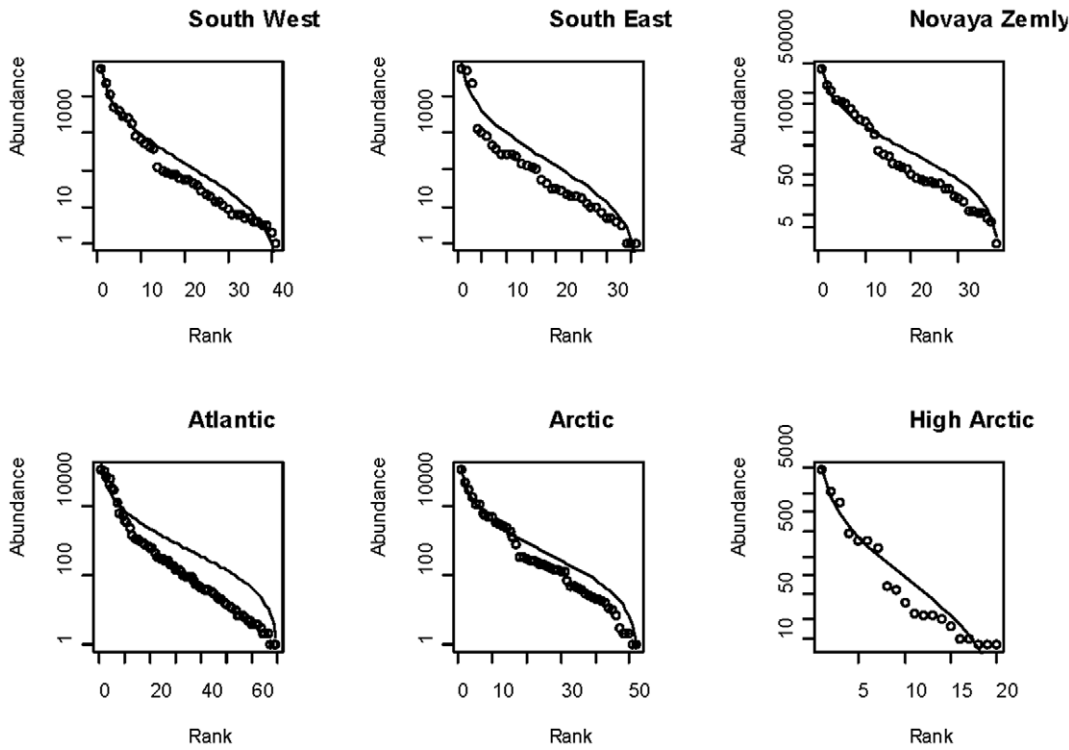 South West
Abundance
1000
10
1
0 10 20 30 40
Rank
South East
Abundance
1000
10
1
0 10 20 30
Rank
Novaya Zemly
Abundance
50000
1000
50
5
0 10 20 30
Rank
Atlantic
Abundance
10000
100
1
0 20 40 60
Rank
Arctic
Abundance
10000
100
1
0 10 30 50
Rank
High Arctic
Abundance
5000
500
50
10
5 10 15 20
Rank